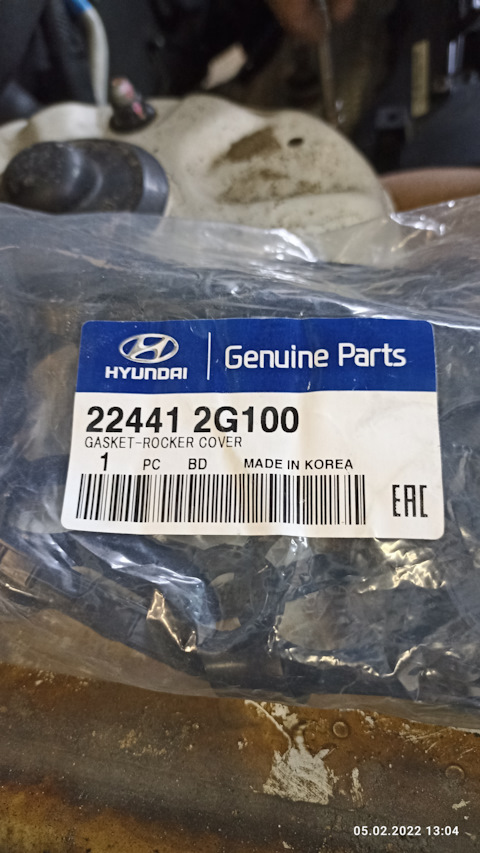 HYUNDAI
Genuine Parts
22441 2G100
GASKET-ROCKER COVER
1 PC BD MADE IN KOREA
EAC
05.02.2022 13:04